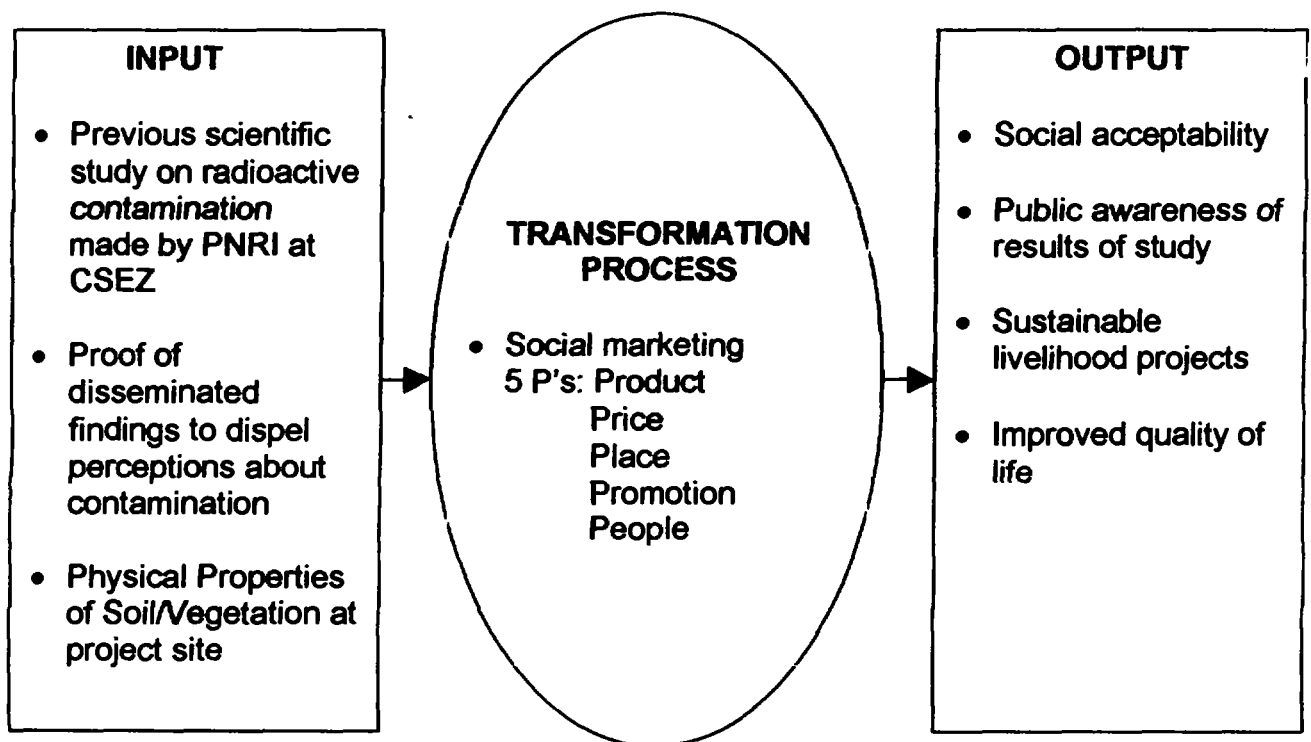 INPUT
• Previous scientific
study on radioactive
contamination
made by PNRI at
CSEZ
• Proof of
disseminated
findings to dispel
perceptions about
contamination
• Physical Properties
of Soil/Vegetation at
project site
TRANSFORMATION
PROCESS
• Social marketing
5 P's: Product
Price
Place
Promotion
People
OUTPUT
• Social acceptability
• Public awareness of
results of study
• Sustainable
livelihood projects
• Improved quality of
life